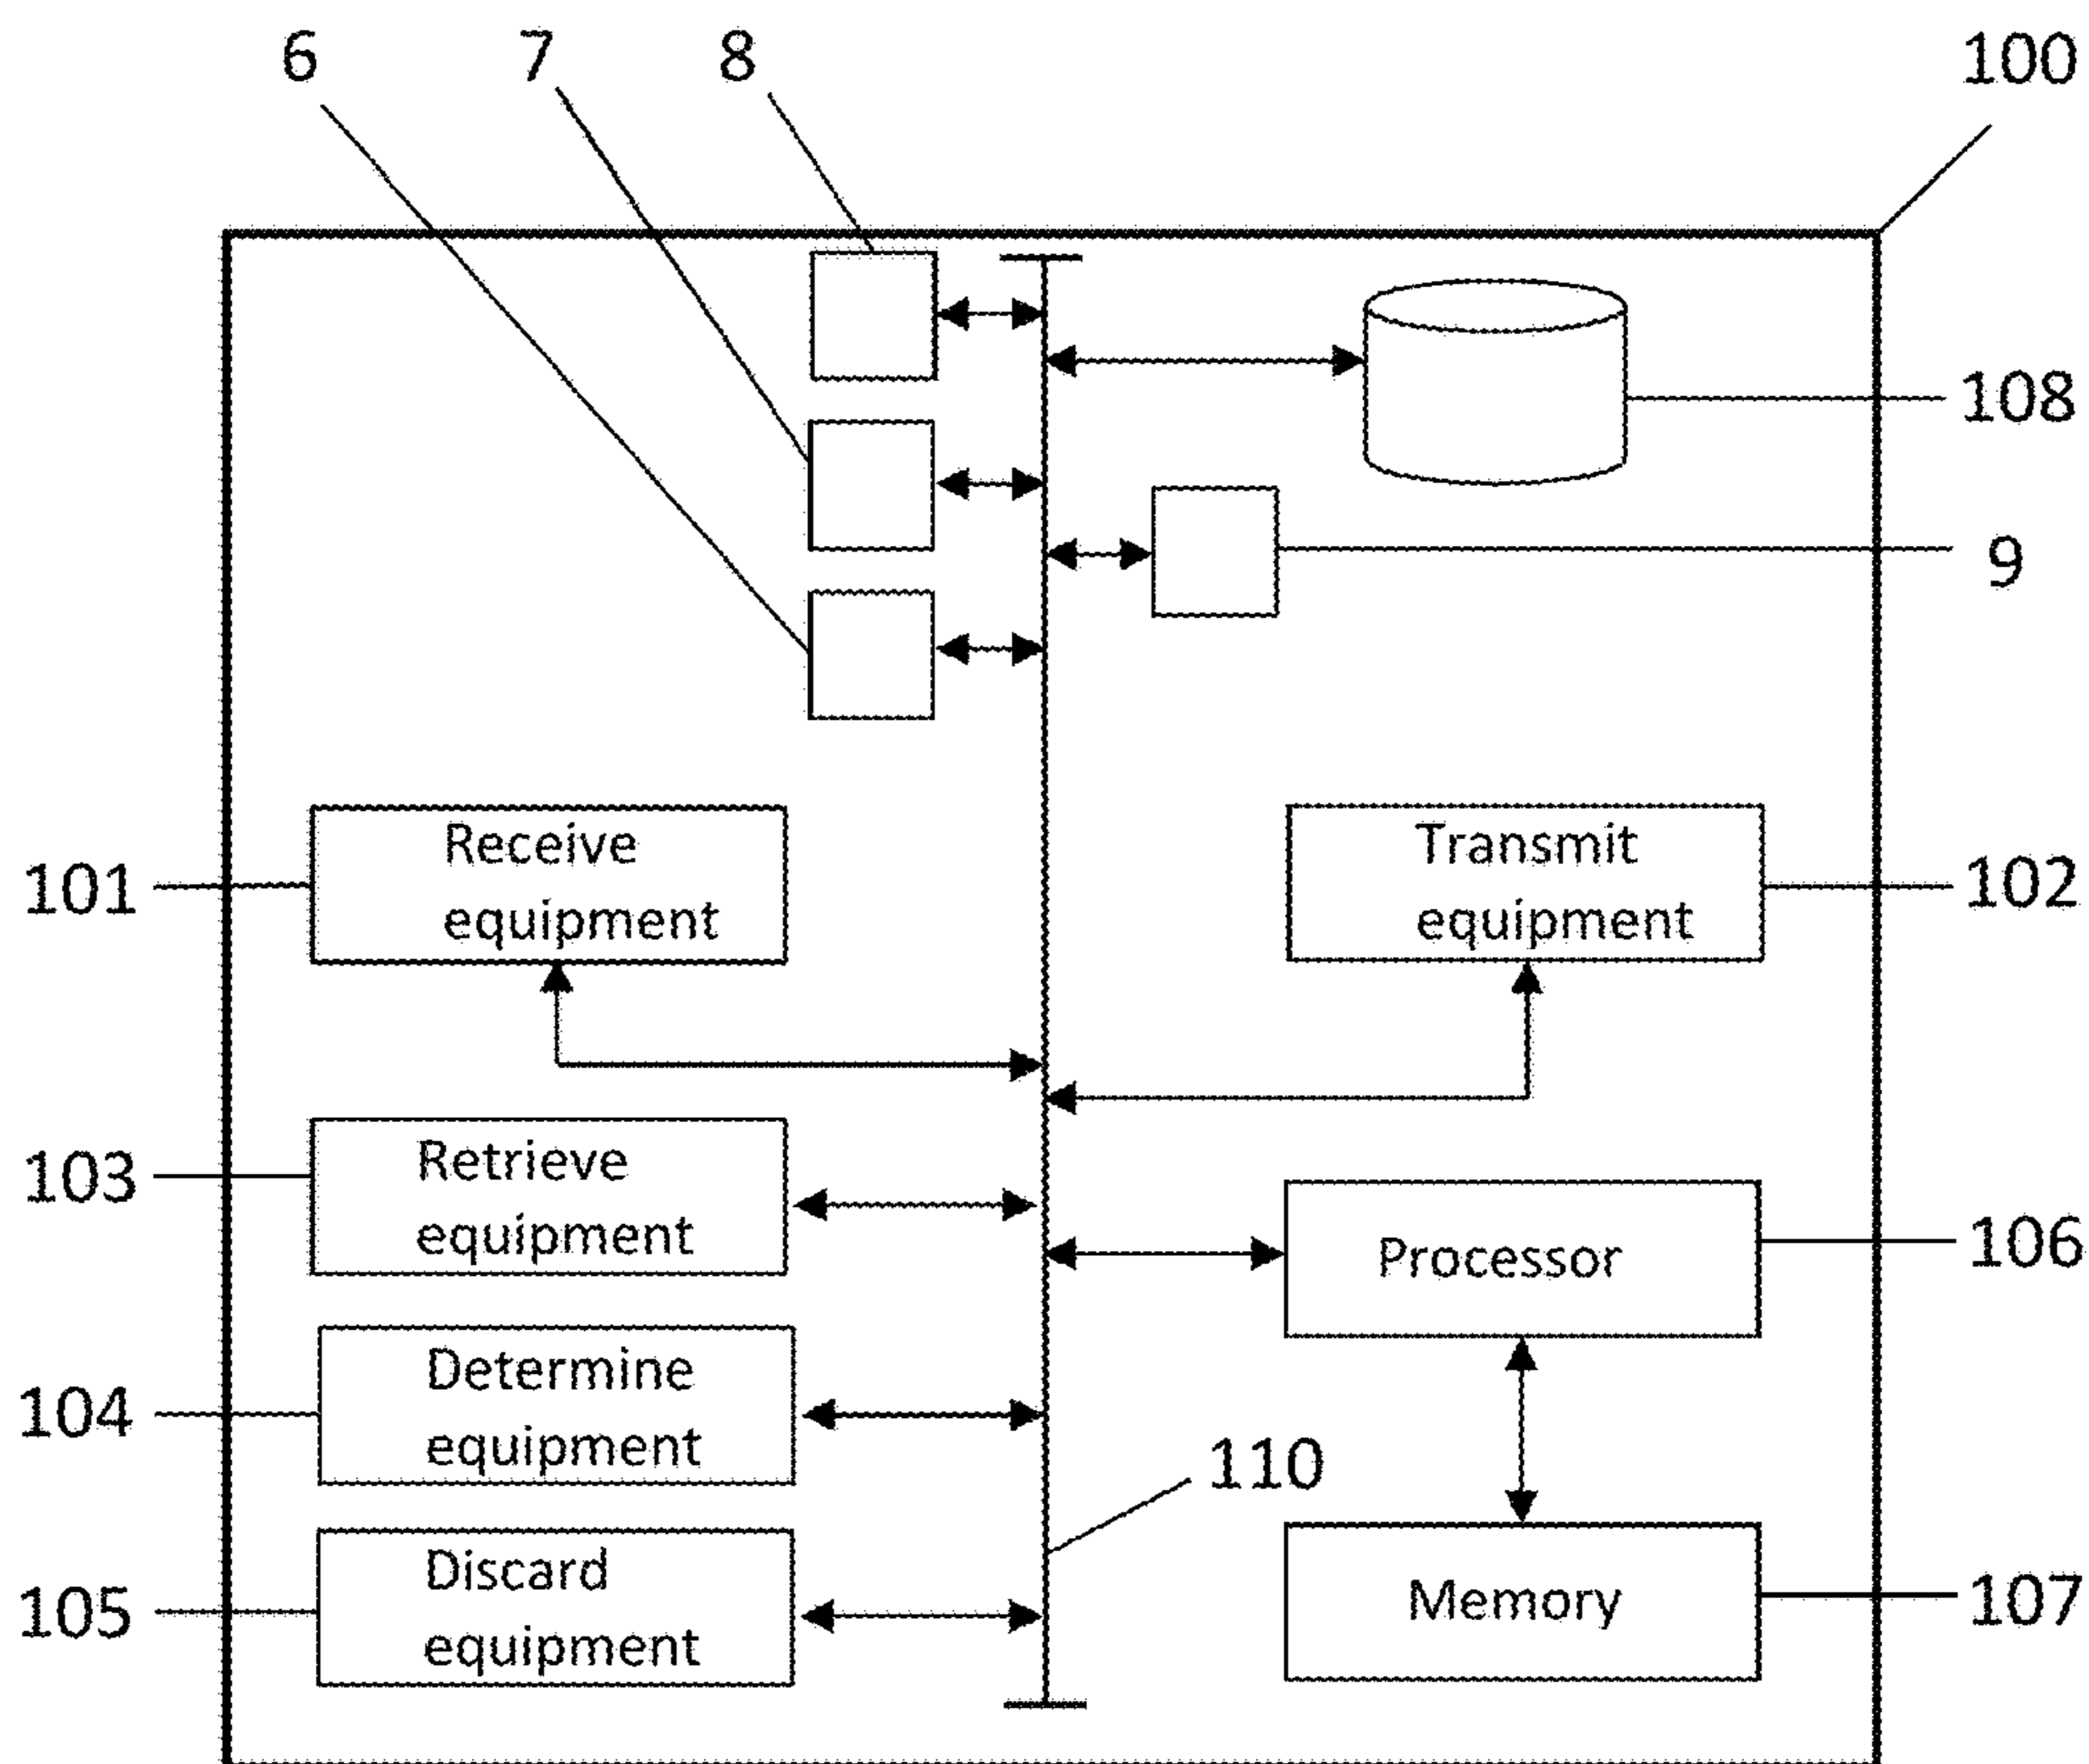 6
7
8
100
108
9
Receive
equipment
101
Transmit
equipment
102
103
Retrieve
equipment
Processor
106
104
Determine
equipment
110
105
Discard
equipment
Memory
107